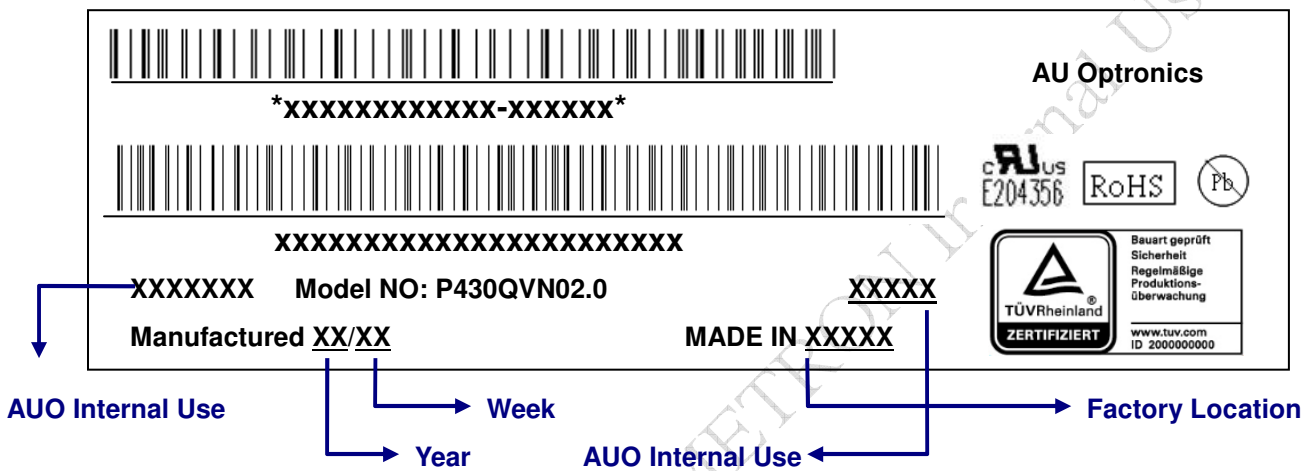 AU Optronics
*xxxxxxxxxxxx-xxxxxx*
c RU US
E204356
RoHS
Pb
xxxxxxxxxxxxxxxxxxxxxxx
Bauart geprüft
Sicherheit
Regelmäßige
Produktions-
überwachung
TÜVRheinland®
ZERTIFIZIERT
www.tuv.com
ID 2000000000
XXXXXXX Model NO: P430QVN02.0 XXXXX
Manufactured XX/XX MADE IN XXXXX
AUO Internal Use
Week
Factory Location
Year
AUO Internal Use